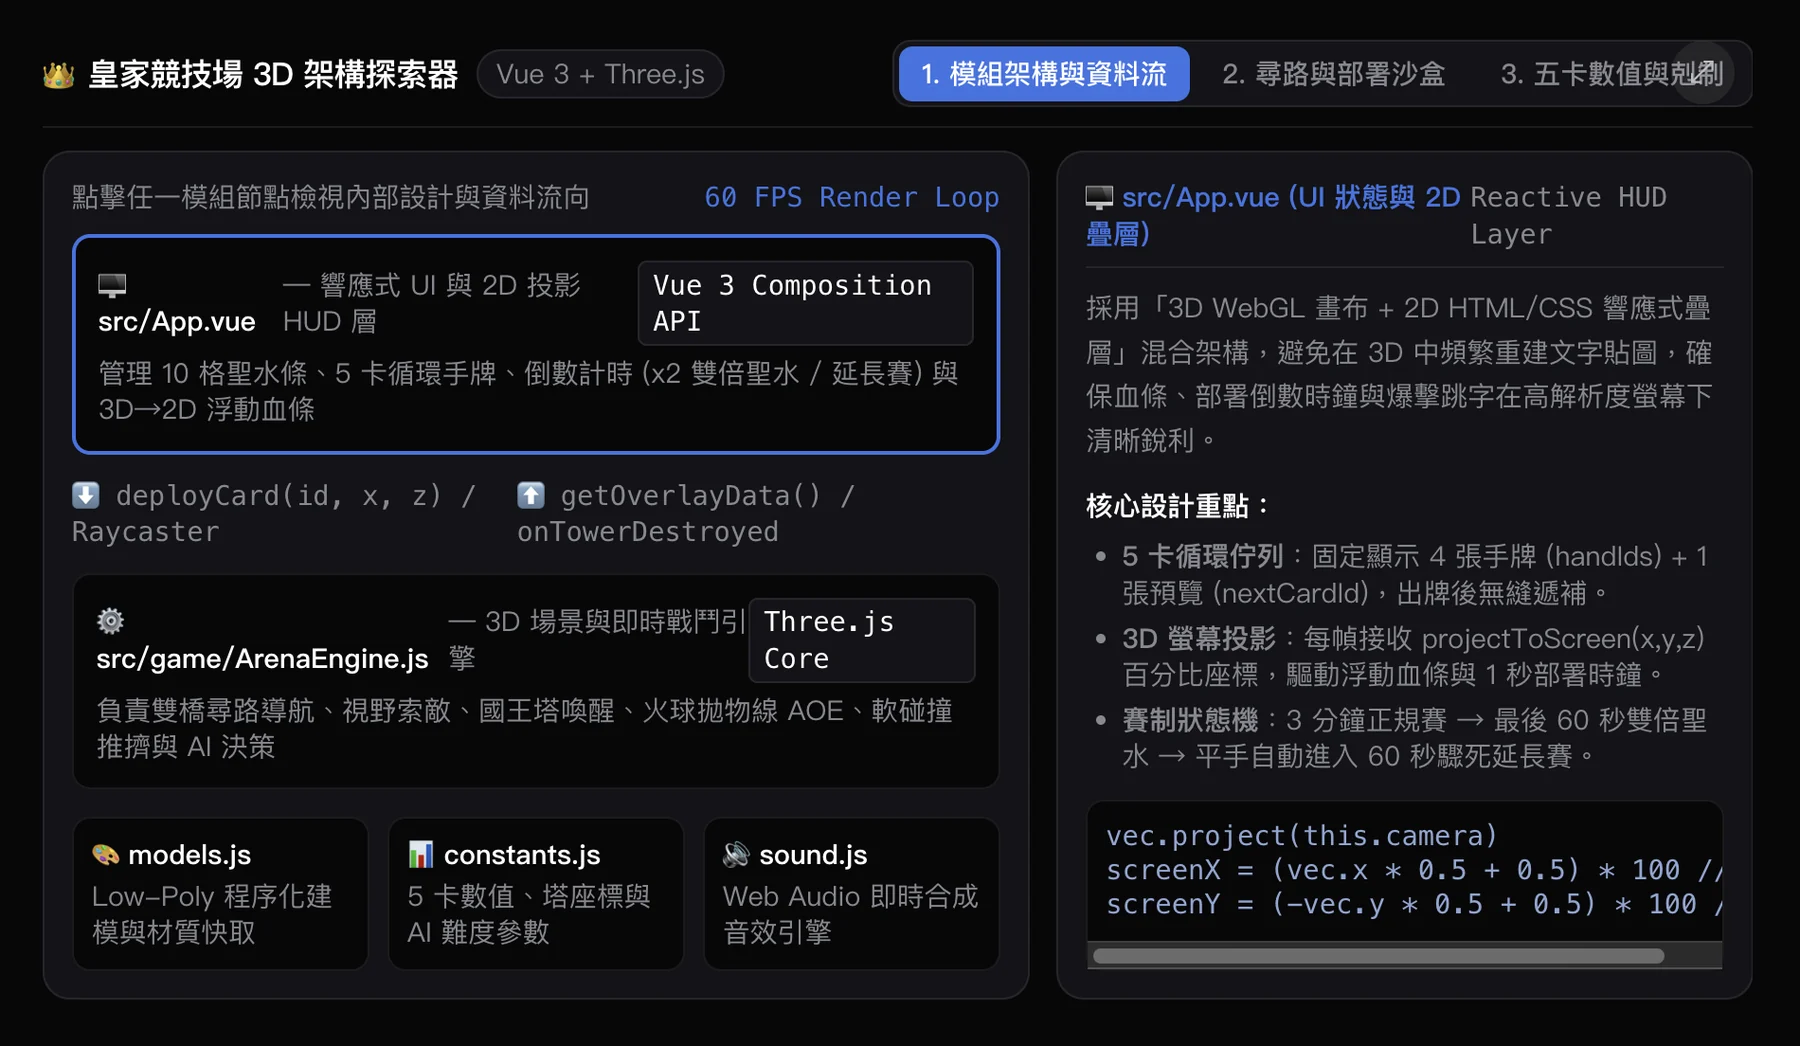 👑 皇家競技場 3D 架構探索器
Vue 3 + Three.js
1. 模組架構與資料流
2. 尋路與部署沙盒
3. 五卡數值與剋制
點擊任一模組節點檢視內部設計與資料流向
60 FPS Render Loop
🖥️
src/App.vue
— 響應式 UI 與 2D 投影
HUD 層
Vue 3 Composition
API
管理 10 格聖水條、5 卡循環手牌、倒數計時 (x2 雙倍聖水 / 延長賽) 與
3D→2D 浮動血條
⬇️ deployCard(id, x, z) /
Raycaster
⬆️ getOverlayData() /
onTowerDestroyed
⚙️
src/game/ArenaEngine.js
— 3D 場景與即時戰鬥引
擎
Three.js
Core
負責雙橋尋路導航、視野索敵、國王塔喚醒、火球拋物線 AOE、軟碰撞
推擠與 AI 決策
🎨 models.js
Low-Poly 程序化建
模與材質快取
📊 constants.js
5 卡數值、塔座標與
AI 難度參數
🔊 sound.js
Web Audio 即時合成
音效引擎
🖥️ src/App.vue (UI 狀態與 2D
疊層)
Reactive HUD
Layer
採用「3D WebGL 畫布 + 2D HTML/CSS 響應式疊
層」混合架構，避免在 3D 中頻繁重建文字貼圖，確
保血條、部署倒數時鐘與爆擊跳字在高解析度螢幕下
清晰銳利。
核心設計重點：
• 5 卡循環佇列：固定顯示 4 張手牌 (handIds) + 1
張預覽 (nextCardId)，出牌後無縫遞補。
• 3D 螢幕投影：每幀接收 projectToScreen(x,y,z)
百分比座標，驅動浮動血條與 1 秒部署時鐘。
• 賽制狀態機：3 分鐘正規賽 → 最後 60 秒雙倍聖
水 → 平手自動進入 60 秒驟死延長賽。
vec.project(this.camera)
screenX = (vec.x * 0.5 + 0.5) * 100 //
screenY = (-vec.y * 0.5 + 0.5) * 100 /